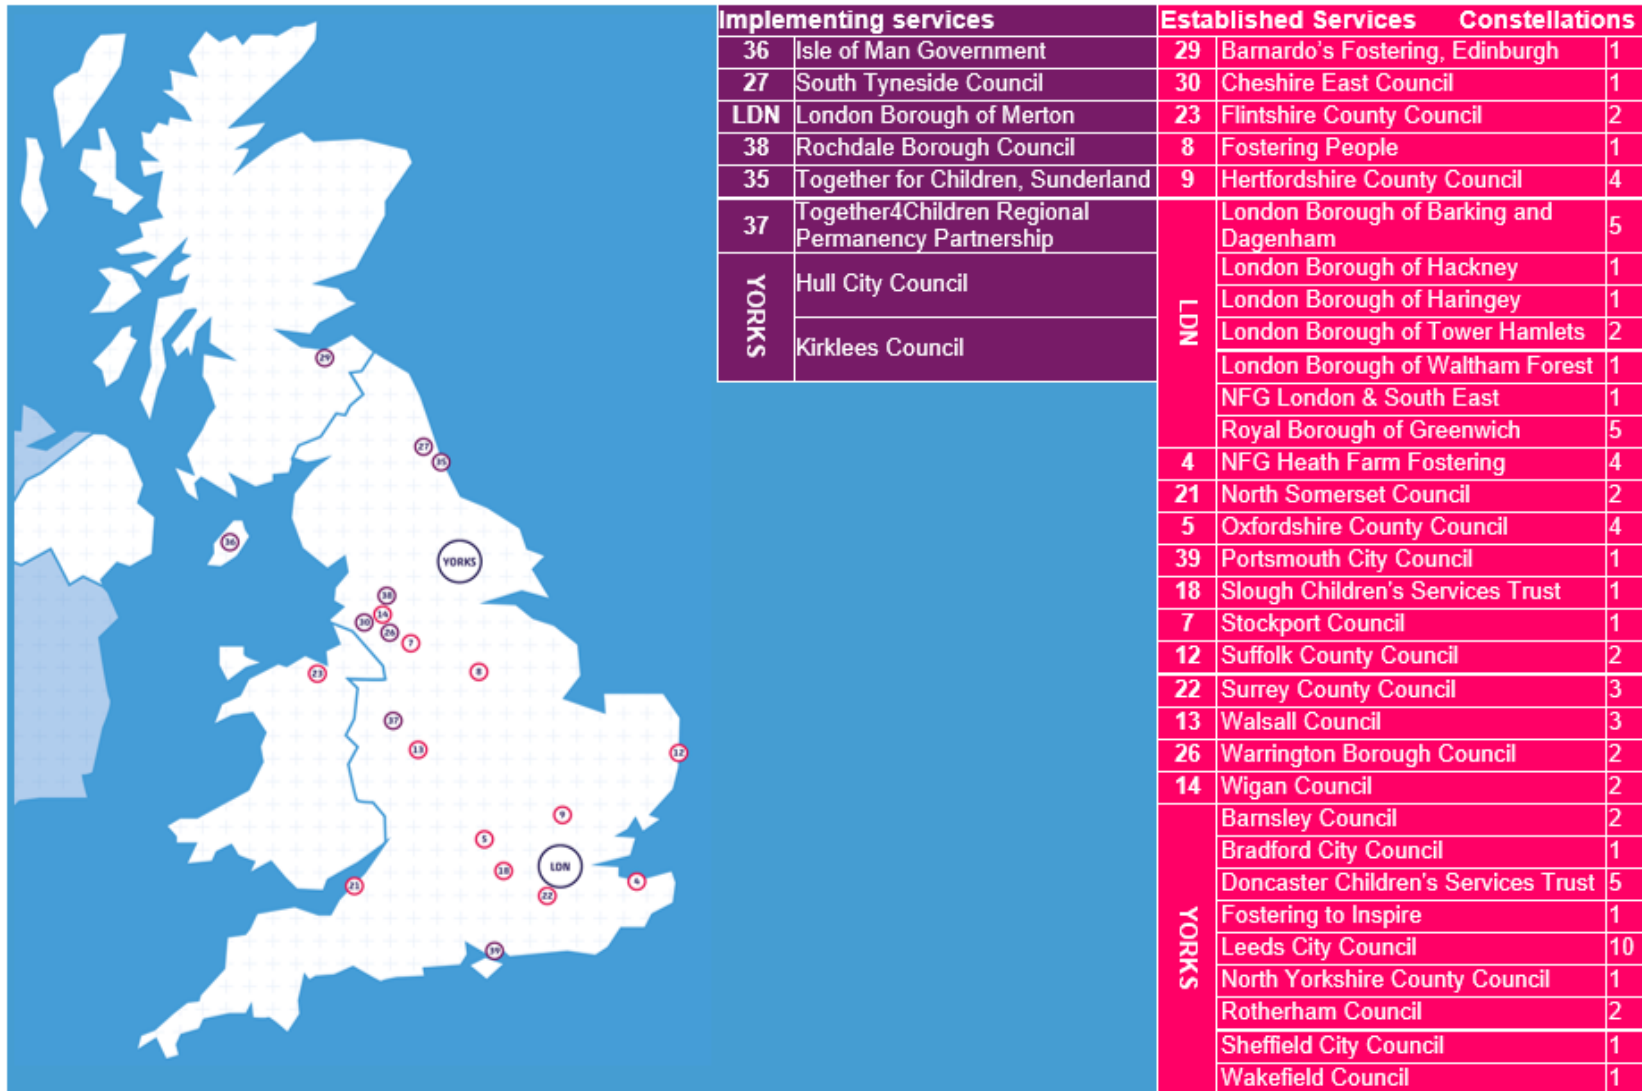 Implementing services
36 Isle of Man Government
27 South Tyneside Council
LDN London Borough of Merton
38 Rochdale Borough Council
35 Together for Children, Sunderland
37 Together4Children Regional
Permanency Partnership
YORKS
Hull City Council
Kirklees Council
Established Services Constellations
29 Barnardo's Fostering, Edinburgh 1
30 Cheshire East Council 1
23 Flintshire County Council 2
8 Fostering People 1
9 Hertfordshire County Council 4
LDN
London Borough of Barking and
Dagenham 5
London Borough of Hackney 1
London Borough of Haringey 1
London Borough of Tower Hamlets 2
London Borough of Waltham Forest 1
NFG London & South East 1
Royal Borough of Greenwich 5
4 NFG Heath Farm Fostering 4
21 North Somerset Council 2
5 Oxfordshire County Council 4
39 Portsmouth City Council 1
18 Slough Children's Services Trust 1
7 Stockport Council 1
12 Suffolk County Council 2
22 Surrey County Council 3
13 Walsall Council 3
26 Warrington Borough Council 2
14 Wigan Council 2
YORKS
Barnsley Council 2
Bradford City Council 1
Doncaster Children's Services Trust 5
Fostering to Inspire 1
Leeds City Council 10
North Yorkshire County Council 1
Rotherham Council 2
Sheffield City Council 1
Wakefield Council 1
29
27
35
36
YORKS
38
14
30
26
7
23
8
37
13
12
9
5
LDN
18
4
21
22
39